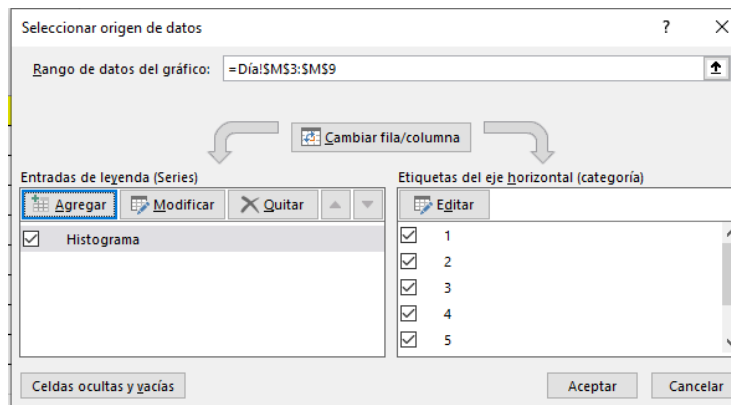 Seleccionar origen de datos ? X
Rango de datos del gráfico: =Día!$M$3:$M$9
Cambiar fila/columna
Entradas de leyenda (Series)
Agregar Modificar Quitar
Histograma
Etiquetas del eje horizontal (categoría)
Editar
1
2
3
4
5
Celdas ocultas y vacías
Aceptar Cancelar